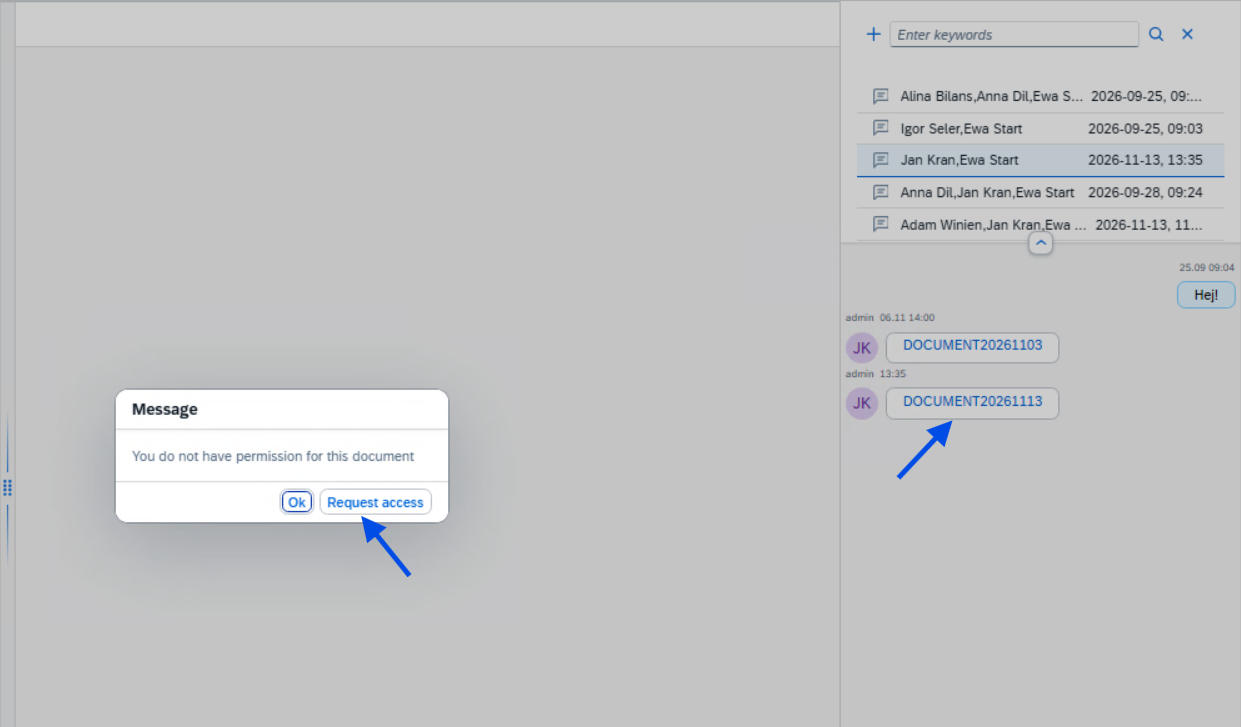 Enter keywords
Alina Bilans,Anna Dil,Ewa S... 2026-09-25, 09:...
Igor Seler,Ewa Start 2026-09-25, 09:03
Jan Kran,Ewa Start 2026-11-13, 13:35
Anna Dil,Jan Kran,Ewa Start 2026-09-28, 09:24
Adam Winien,Jan Kran,Ewa ... 2026-11-13, 11...
25.09 09:04
Hej!
admin 06.11 14:00
JK DOCUMENT20261103
admin 13:35
JK DOCUMENT20261113
Message
You do not have permission for this document
Ok Request access